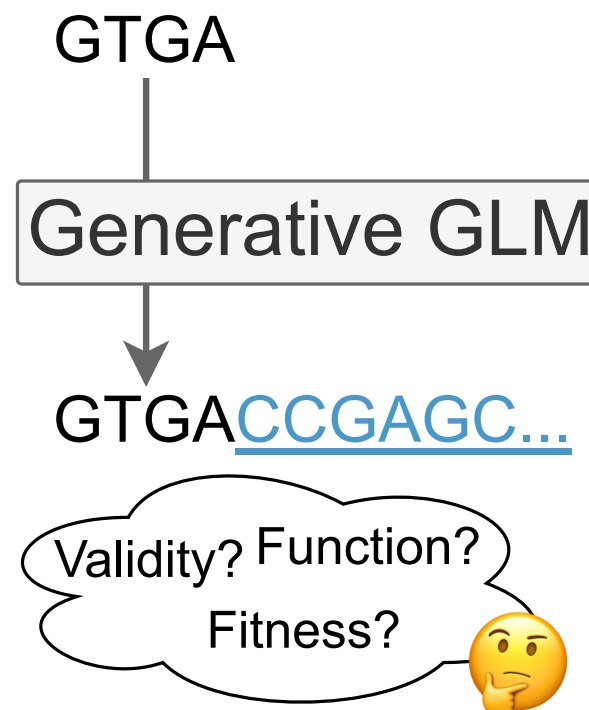 GTGA
Generative GLM
GTGACCGAGC...
Validity? Function?
Fitness?